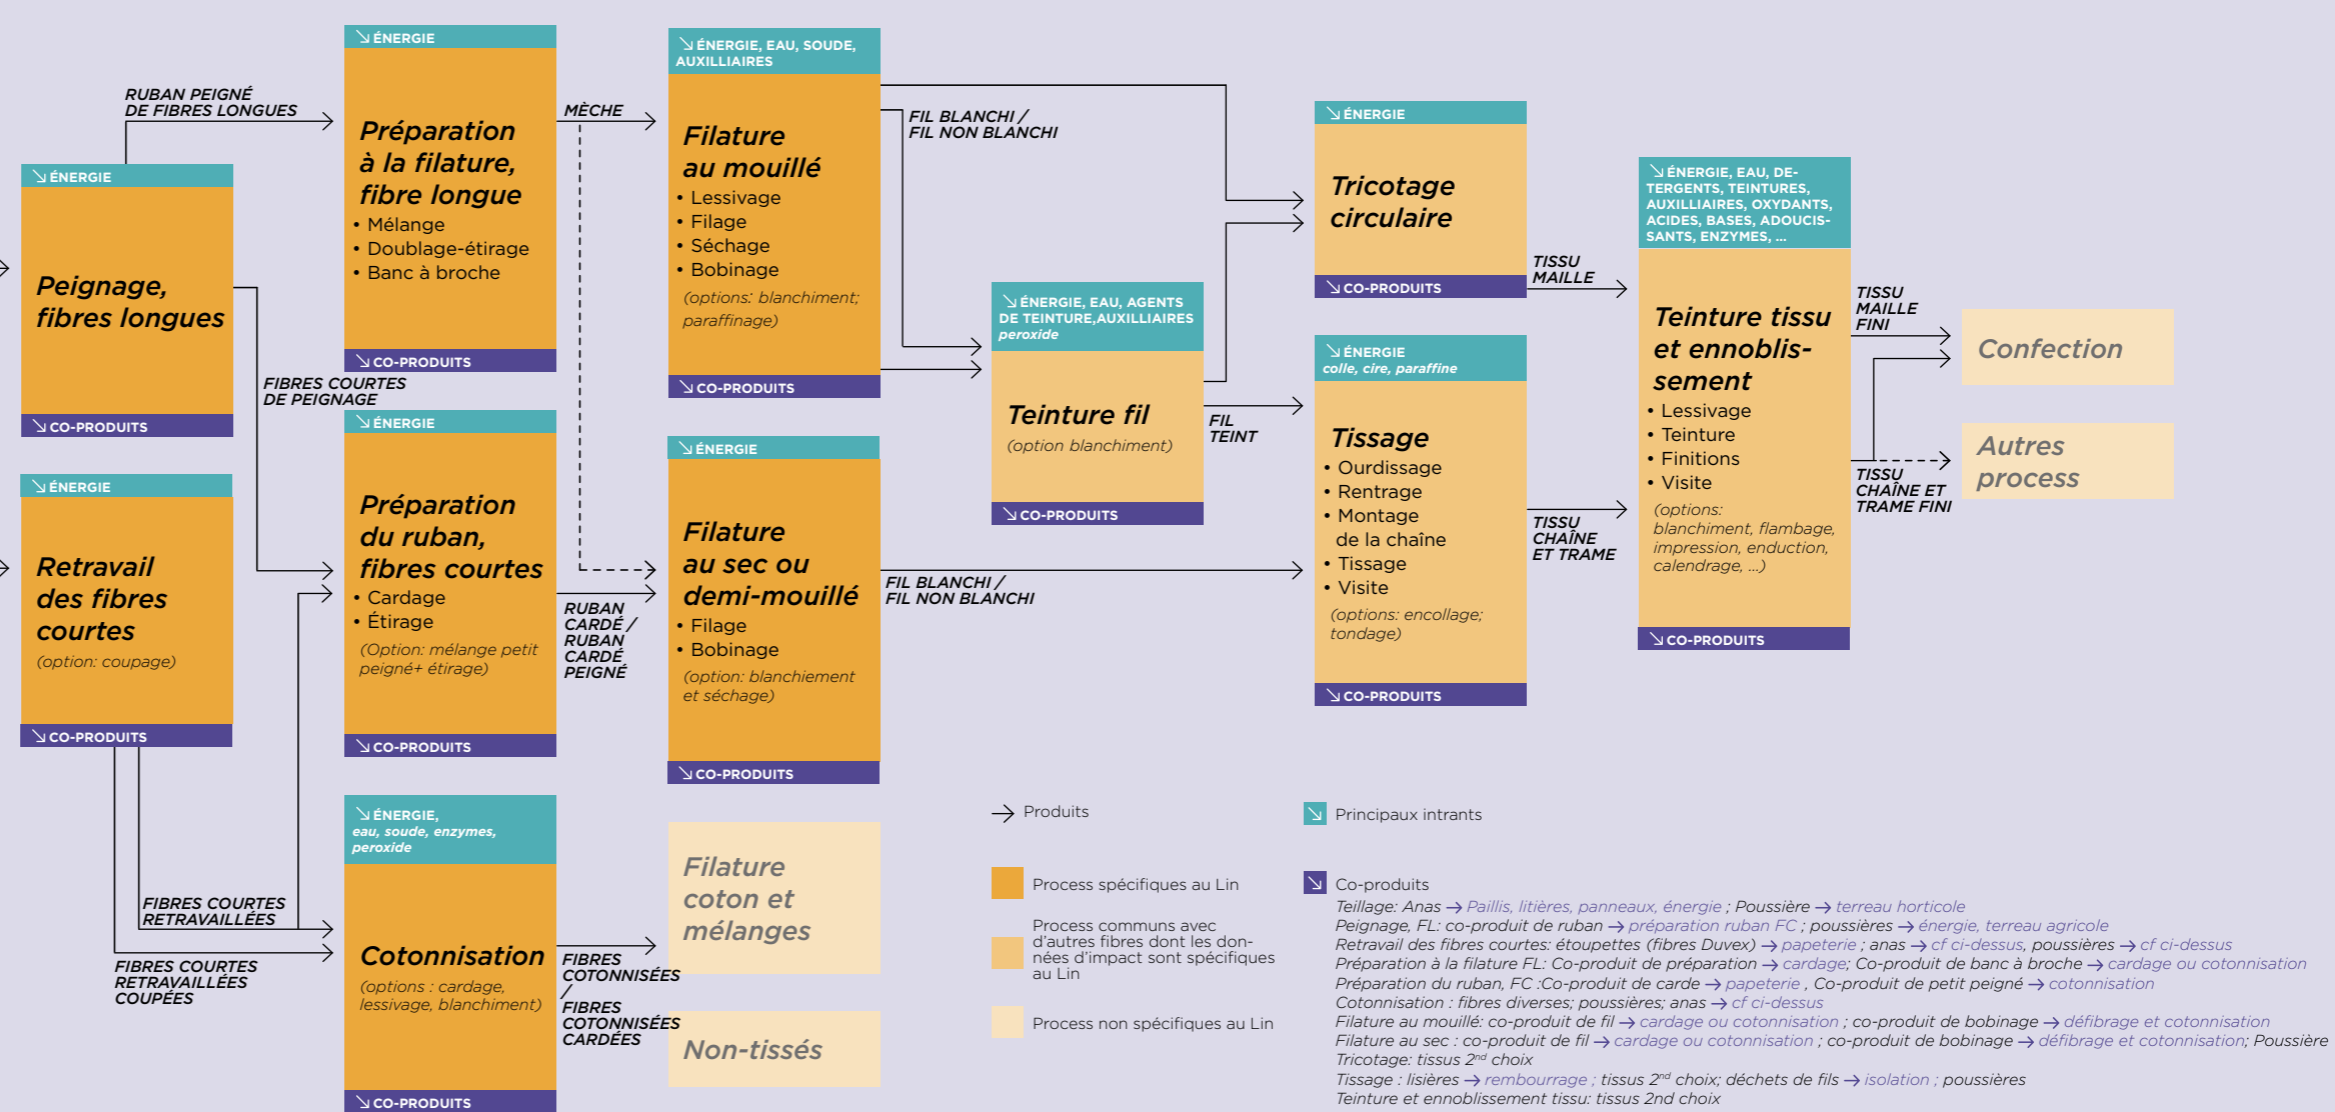 ↘ ÉNERGIE
Peignage,
fibres longues
↘ CO-PRODUITS
↘ ÉNERGIE
Retravail
des fibres
courtes
(option: coupage)
↘ CO-PRODUITS
RUBAN PEIGNÉ
DE FIBRES LONGUES
FIBRES COURTES
DE PEIGNAGE
FIBRES COURTES
RETRAVAILLÉES
FIBRES COURTES
RETRAVAILLÉES
COUPÉES
↘ ÉNERGIE
Préparation
à la filature,
fibre longue
• Mélange
• Doublage-étirage
• Banc à broche
↘ CO-PRODUITS
↘ ÉNERGIE
Préparation
du ruban,
fibres courtes
• Cardage
• Étirage
(Option: mélange petit
peigné+ étirage)
↘ CO-PRODUITS
↘ ÉNERGIE,
eau, soude, enzymes,
peroxide
Cotonnisation
(options : cardage,
lessivage, blanchiment)
↘ CO-PRODUITS
MÈCHE
RUBAN
CARDÉ /
RUBAN
CARDÉ
PEIGNÉ
FIBRES
COTONNISÉES
/
FIBRES
COTONNISÉES
CARDÉES
↘ ÉNERGIE, EAU, SOUDE,
AUXILLIAIRES
Filature
au mouillé
• Lessivage
• Filage
• Séchage
• Bobinage
(options: blanchiment;
paraffinage)
↘ CO-PRODUITS
↘ ÉNERGIE
Filature
au sec ou
demi-mouillé
• Filage
• Bobinage
(option: blanchiement
et séchage)
↘ CO-PRODUITS
Filature
coton et
mélanges
Non-tissés
FIL BLANCHI /
FIL NON BLANCHI
FIL BLANCHI /
FIL NON BLANCHI
↘ ÉNERGIE, EAU, AGENTS
DE TEINTURE,AUXILLIAIRES
peroxide
Teinture fil
(option blanchiment)
↘ CO-PRODUITS
FIL
TEINT
↘ ÉNERGIE
Tricotage
circulaire
↘ CO-PRODUITS
↘ ÉNERGIE
colle, cire, paraffine
Tissage
• Ourdissage
• Rentrage
• Montage
de la chaîne
• Tissage
• Visite
(options: encollage;
tondage)
↘ CO-PRODUITS
TISSU
MAILLE
TISSU
CHAÎNE
ET TRAME
↘ ÉNERGIE, EAU, DE-
TERGENTS, TEINTURES,
AUXILLIAIRES, OXYDANTS,
ACIDES, BASES, ADOUCIS-
SANTS, ENZYMES, ...
Teinture tissu
et ennoblis-
sement
• Lessivage
• Teinture
• Finitions
• Visite
(options:
blanchiment, flambage,
impression, enduction,
calendrage, ...)
↘ CO-PRODUITS
TISSU
MAILLE
FINI
TISSU
CHAÎNE ET
TRAME FINI
Confection
Autres
process
→ Produits
Process spécifiques au Lin
Process communs avec
d'autres fibres dont les don-
nées d'impact sont spécifiques
au Lin
Process non spécifiques au Lin
↘ Principaux intrants
↘ Co-produits
Teillage: Anas → Paillis, litières, panneaux, énergie ; Poussière → terreau horticole
Peignage, FL: co-produit de ruban → préparation ruban FC ; poussières → énergie, terreau agricole
Retravail des fibres courtes: étoupettes (fibres Duvex) → papeterie ; anas → cf ci-dessus, poussières → cf ci-dessus
Préparation à la filature FL: Co-produit de préparation → cardage; Co-produit de banc à broche → cardage ou cotonnisation
Préparation du ruban, FC :Co-produit de carde → papeterie , Co-produit de petit peigné → cotonnisation
Cotonnisation : fibres diverses; poussières; anas → cf ci-dessus
Filature au mouillé: co-produit de fil → cardage ou cotonnisation ; co-produit de bobinage → défibrage et cotonnisation
Filature au sec : co-produit de fil → cardage ou cotonnisation ; co-produit de bobinage → défibrage et cotonnisation; Poussière
Tricotage: tissus 2nd choix
Tissage : lisières → rembourrage ; tissus 2nd choix; déchets de fils → isolation ; poussières
Teinture et ennoblissement tissu: tissus 2nd choix